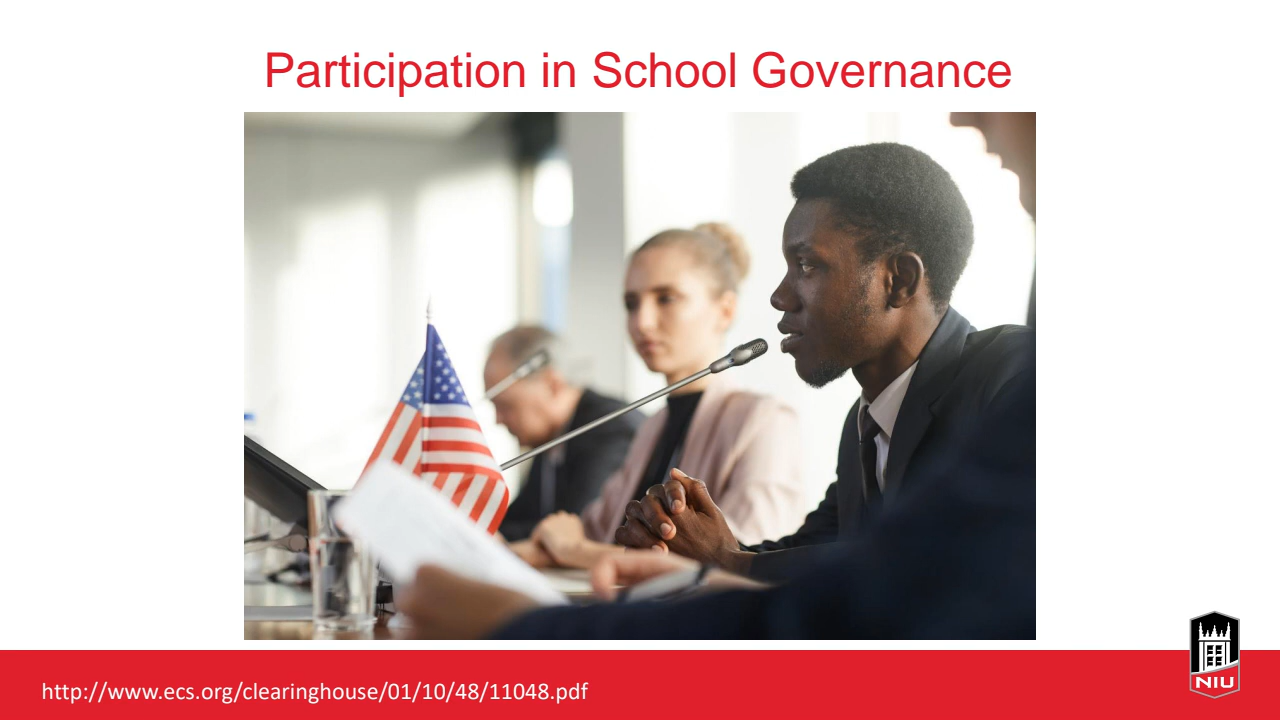 Participation in School Governance
http://www.ecs.org/clearinghouse/01/10/48/11048.pdf
NIU